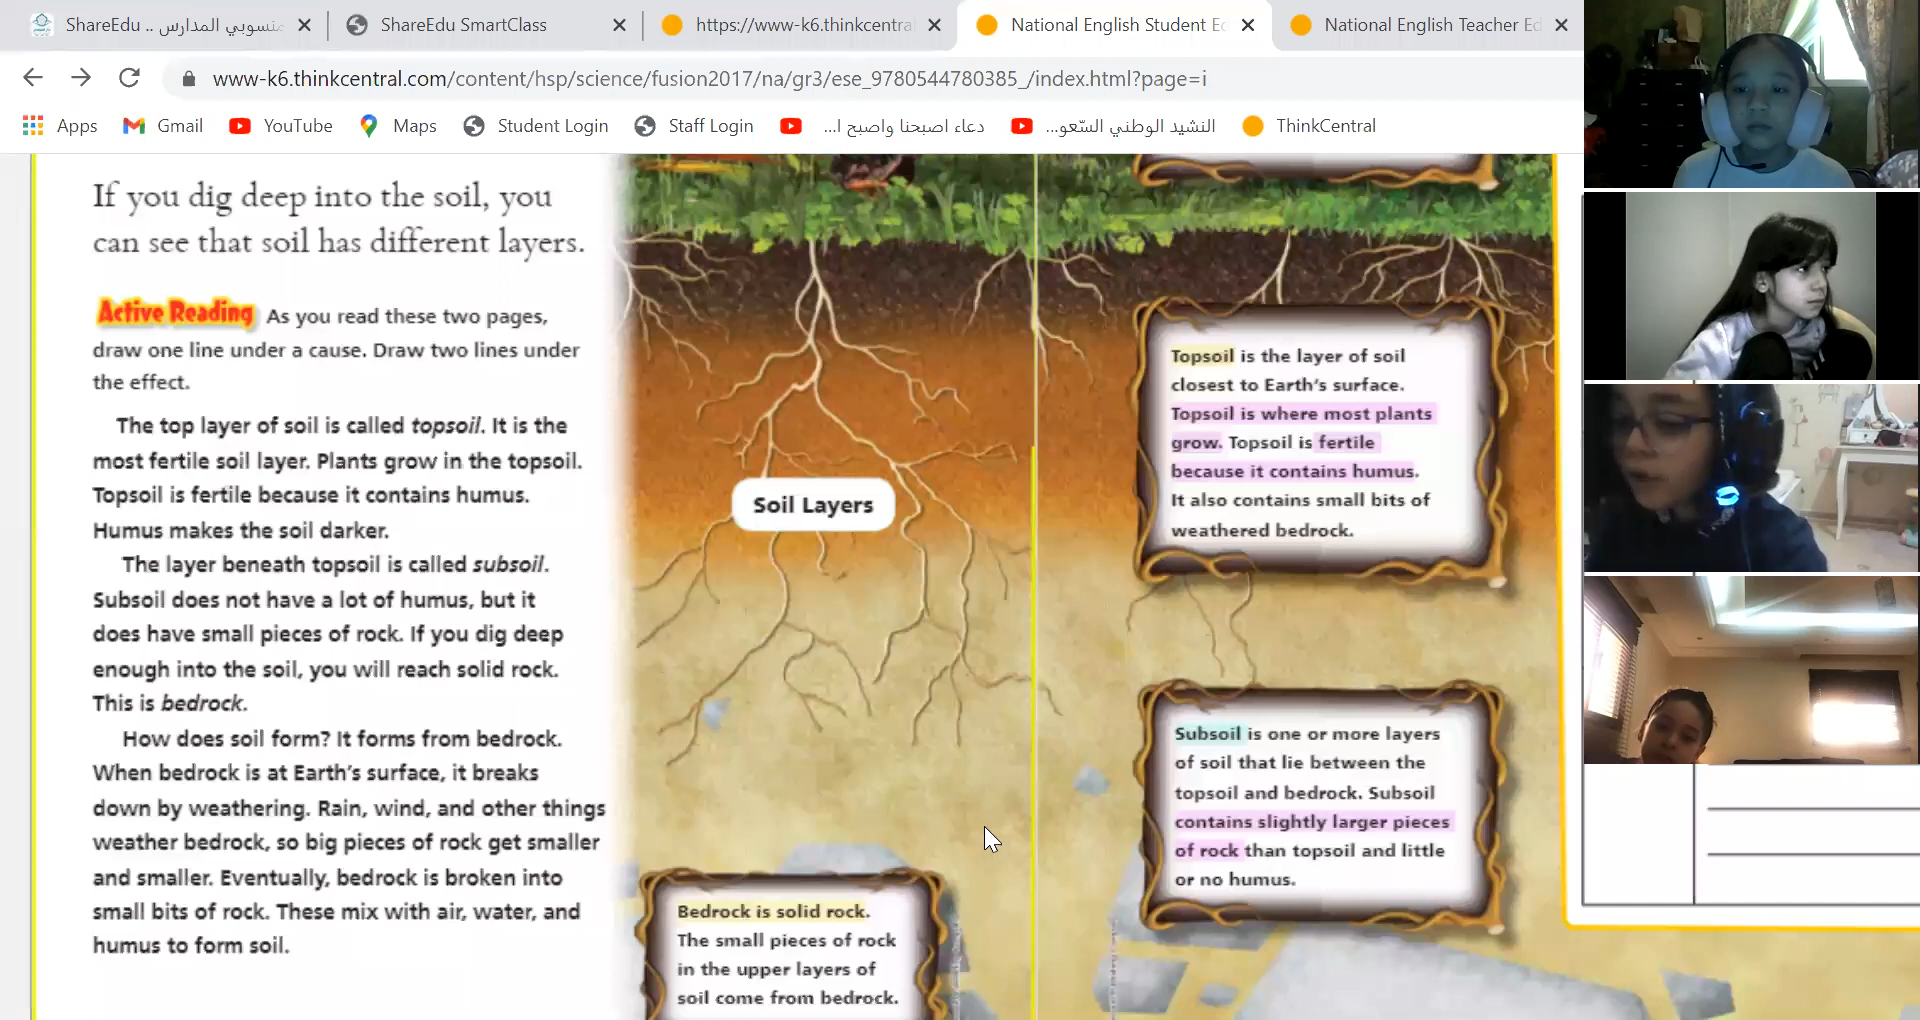 ShareEdu .. منسوبي المدارس
ShareEdu SmartClass
https://www-k6.thinkcentral
National English Student Ed
National English Teacher Ed
www-k6.thinkcentral.com/content/hsp/science/fusion2017/na/gr3/ese_9780544780385_/index.html?page=i
Apps
Gmail
YouTube
Maps
Student Login
Staff Login
دعاء اصبحنا واصبح ا...
النشيد الوطني السّعو...
ThinkCentral
If you dig deep into the soil, you
can see that soil has different layers.
Active Reading As you read these two pages,
draw one line under a cause. Draw two lines under
the effect.
The top layer of soil is called topsoil. It is the
most fertile soil layer. Plants grow in the topsoil.
Topsoil is fertile because it contains humus.
Humus makes the soil darker.
The layer beneath topsoil is called subsoil.
Subsoil does not have a lot of humus, but it
does have small pieces of rock. If you dig deep
enough into the soil, you will reach solid rock.
This is bedrock.
How does soil form? It forms from bedrock.
When bedrock is at Earth's surface, it breaks
down by weathering. Rain, wind, and other things
weather bedrock, so big pieces of rock get smaller
and smaller. Eventually, bedrock is broken into
small bits of rock. These mix with air, water, and
humus to form soil.
Soil Layers
Bedrock is solid rock.
The small pieces of rock
in the upper layers of
soil come from bedrock.
Topsoil is the layer of soil
closest to Earth's surface.
Topsoil is where most plants
grow. Topsoil is fertile
because it contains humus.
It also contains small bits of
weathered bedrock.
Subsoil is one or more layers
of soil that lie between the
topsoil and bedrock. Subsoil
contains slightly larger pieces
of rock than topsoil and little
or no humus.